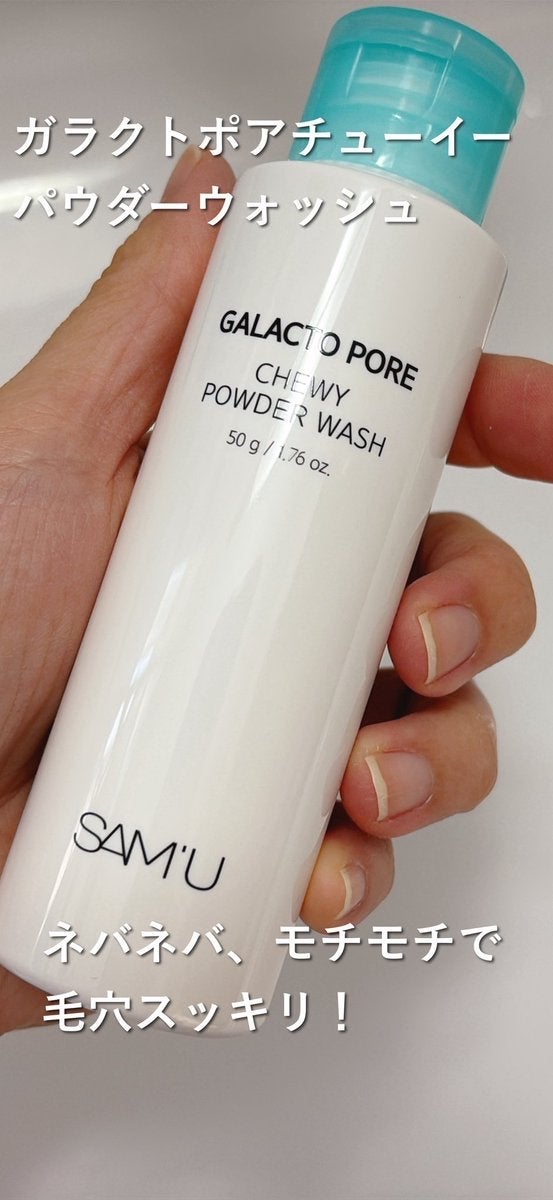 ガラクトポアチューイー
パウダーウォッシュ
GALACTO PORE
CHEWY
POWDER WASH
50 g / 1.76 oz.
SAM'U
ネバネバ、モチモチで
毛穴スッキリ！